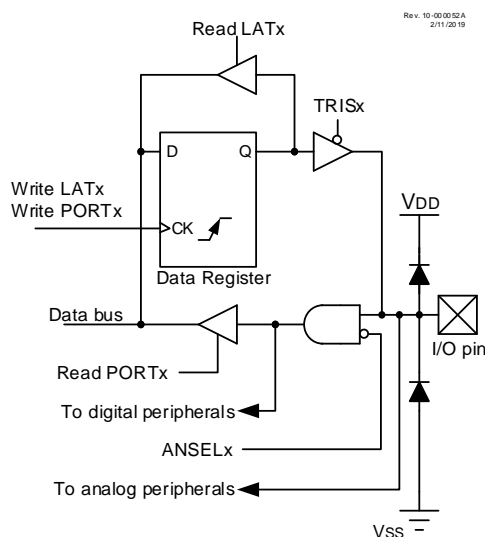 Rev. 10-000052A
2/11/2019
Read LATx
TRISx
D
Q
Write LATx
Write PORTx
CK
VDD
Data Register
Data bus
I/O pin
Read PORTx
To digital peripherals
ANSELx
To analog peripherals
VSS